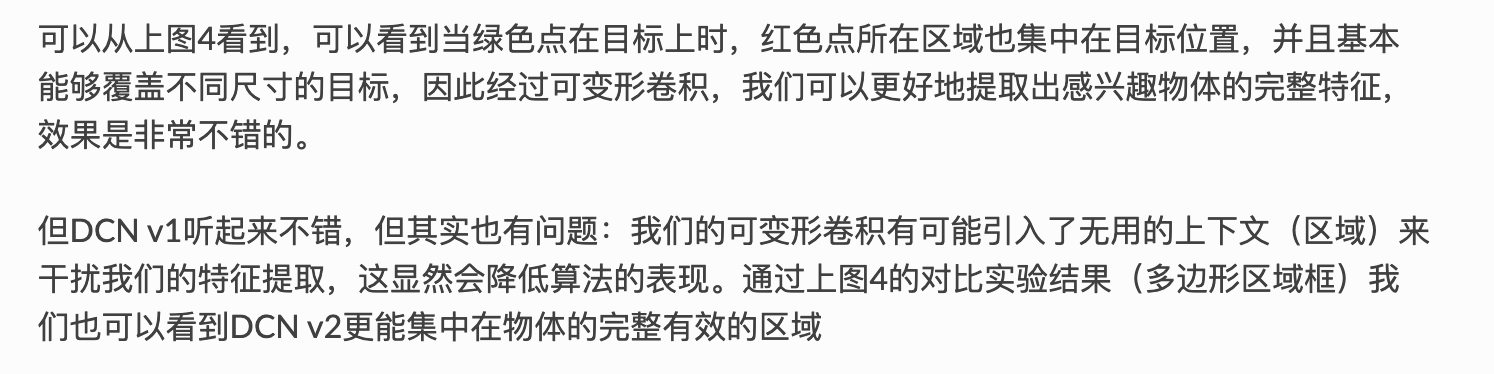 可以从上图4看到，可以看到当绿色点在目标上时，红色点所在区域也集中在目标位置，并且基本
能够覆盖不同尺寸的目标，因此经过可变形卷积，我们可以更好地提取出感兴趣物体的完整特征，
效果是非常不错的。
但DCN v1听起来不错，但其实也有问题：我们的可变形卷积有可能引入了无用的上下文（区域）来
干扰我们的特征提取，这显然会降低算法的表现。通过上图4的对比实验结果（多边形区域框）我
们也可以看到DCN v2更能集中在物体的完整有效的区域